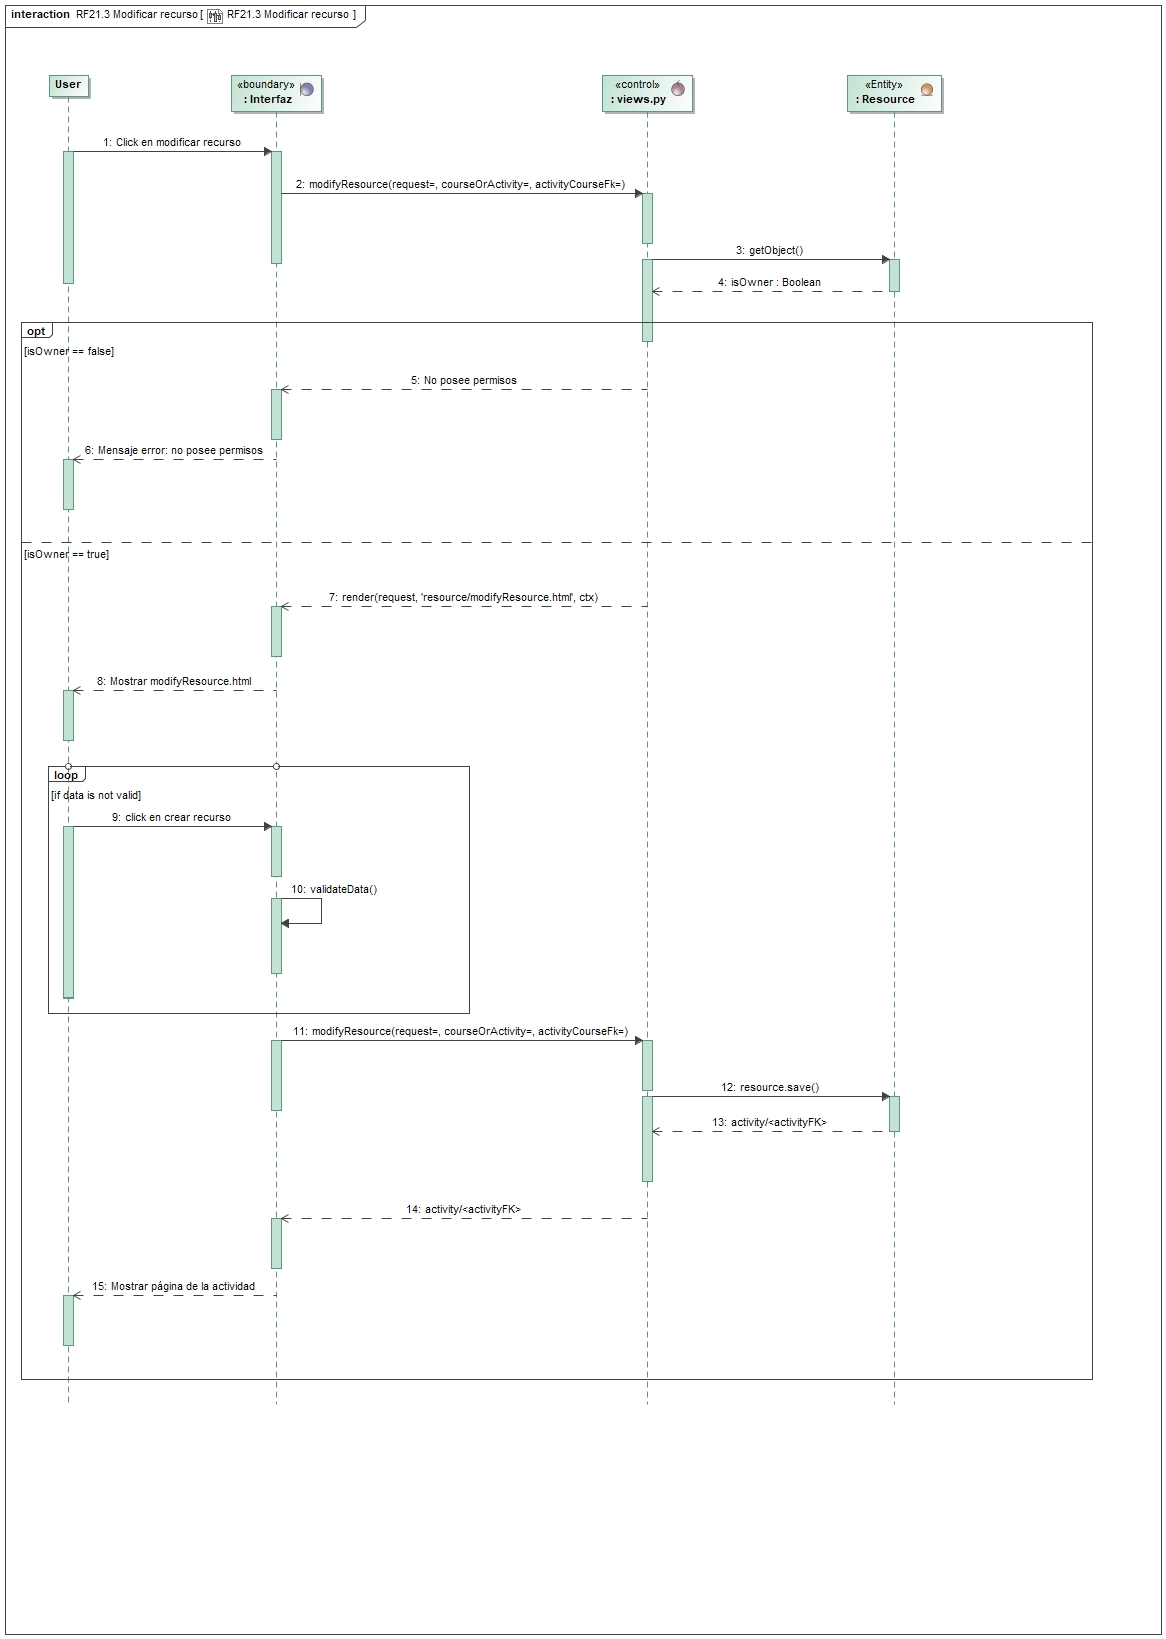 interaction RF21.3 Modificar recurso [ RF21.3 Modificar recurso ]
User
«boundary»
: Interfaz
«control»
: views.py
«Entity»
: Resource
1: Click en modificar recurso
2: modifyResource(request=, courseOrActivity=, activityCourseFk=)
3: getObject()
4: isOwner : Boolean
opt
[isOwner == false]
5: No posee permisos
6: Mensaje error: no posee permisos
[isOwner == true]
7: render(request, 'resource/modifyResource.html', ctx)
8: Mostrar modifyResource.html
loop
[if data is not valid]
9: click en crear recurso
10: validateData()
11: modifyResource(request=, courseOrActivity=, activityCourseFk=)
12: resource.save()
13: activity/<activityFK>
14: activity/<activityFK>
15: Mostrar página de la actividad